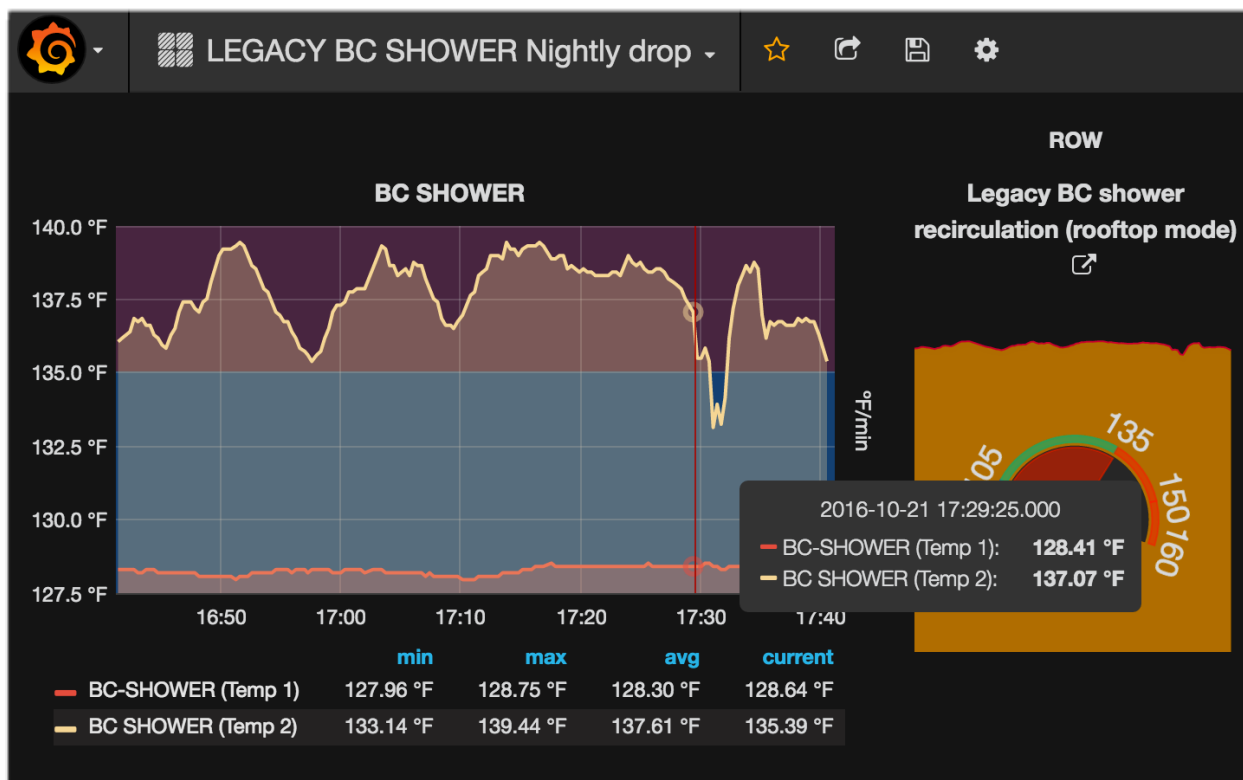 LEGACY BC SHOWER Nightly drop
ROW
BC SHOWER
Legacy BC shower
recirculation (rooftop mode)
140.0 °F
137.5 °F
135.0 °F
132.5 °F
130.0 °F
127.5 °F
°F/min
16:50 17:00 17:10 17:20 17:30 17:40
105
135
150
160
2016-10-21 17:29:25.000
BC-SHOWER (Temp 1): 128.41 °F
BC SHOWER (Temp 2): 137.07 °F
min max avg current
BC-SHOWER (Temp 1) 127.96 °F 128.75 °F 128.30 °F 128.64 °F
BC SHOWER (Temp 2) 133.14 °F 139.44 °F 137.61 °F 135.39 °F